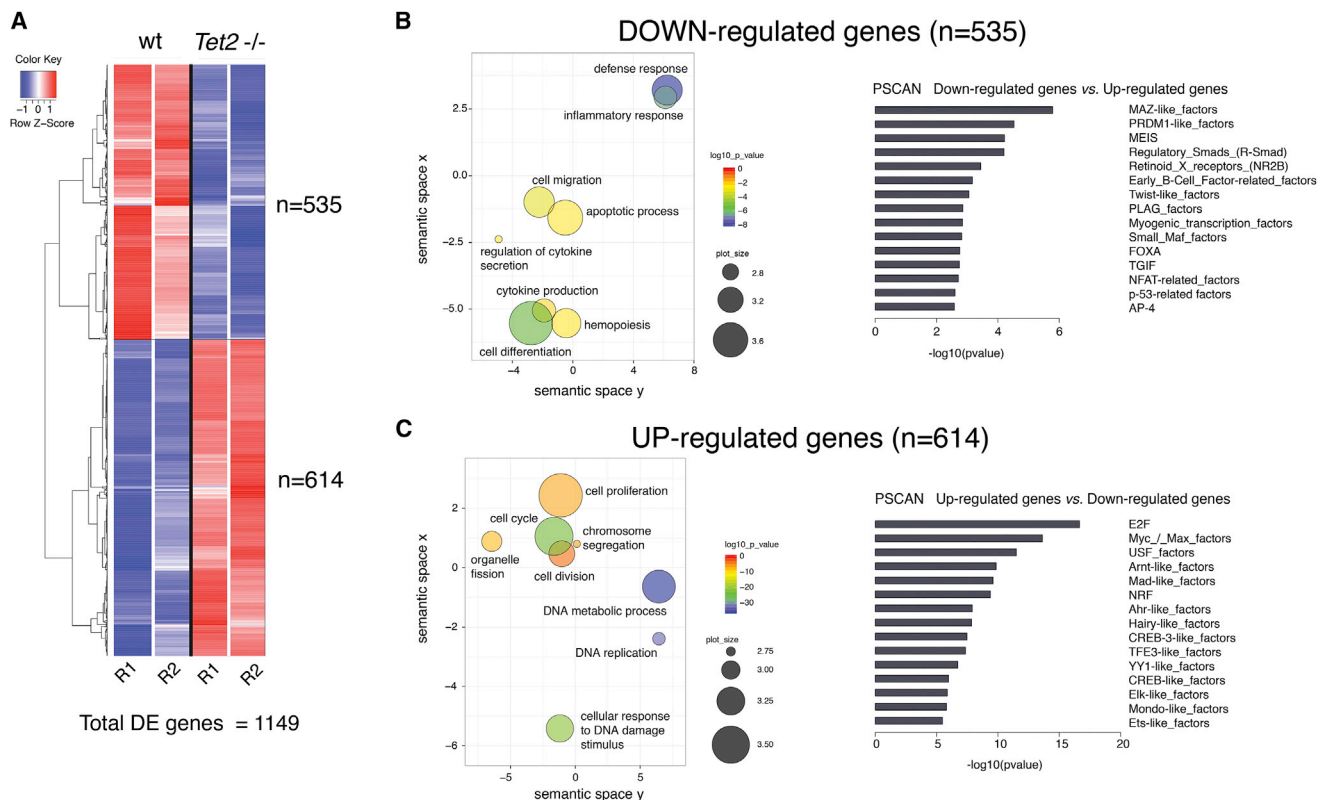 A
wt
Tet2 -/-
Color Key
−1 0 1
Row Z−Score
n=535
n=614
R1
R2
R1
R2
Total DE genes = 1149
B
DOWN-regulated genes (n=535)
semantic space x
2.5
0.0
−2.5
−5.0
defense response
inflammatory response
cell migration
apoptotic process
regulation of cytokine
secretion
cytokine production
hemopoiesis
cell differentiation
−4
0
4
8
semantic space y
log10_p_value
0
−2
−4
−6
−8
plot_size
2.8
3.2
3.6
PSCAN Down-regulated genes vs. Up-regulated genes
MAZ-like_factors
PRDM1-like_factors
MEIS
Regulatory_Smads_(R-Smad)
Retinoid_X_receptors_(NR2B)
Early_B-Cell_Factor-related_factors
Twist-like_factors
PLAG_factors
Myogenic_transcription_factors
Small_Maf_factors
FOXA
TGIF
NFAT-related_factors
p-53-related factors
AP-4
0
2
4
6
-log10(pvalue)
C
UP-regulated genes (n=614)
semantic space x
2
0
−2
−4
−6
cell proliferation
cell cycle
chromosome
segregation
organelle
fission
cell division
DNA metabolic process
DNA replication
cellular response
to DNA damage
stimulus
−5
0
5
semantic space y
log10_p_value
0
−10
−20
−30
plot_size
2.75
3.00
3.25
3.50
PSCAN Up-regulated genes vs. Down-regulated genes
E2F
Myc_/_Max_factors
USF_factors
Arnt-like_factors
Mad-like_factors
NRF
Ahr-like_factors
Hairy-like_factors
CREB-3-like_factors
TFE3-like_factors
YY1-like_factors
CREB-like_factors
Elk-like_factors
Mondo-like_factors
Ets-like_factors
0
5
10
15
20
-log10(pvalue)